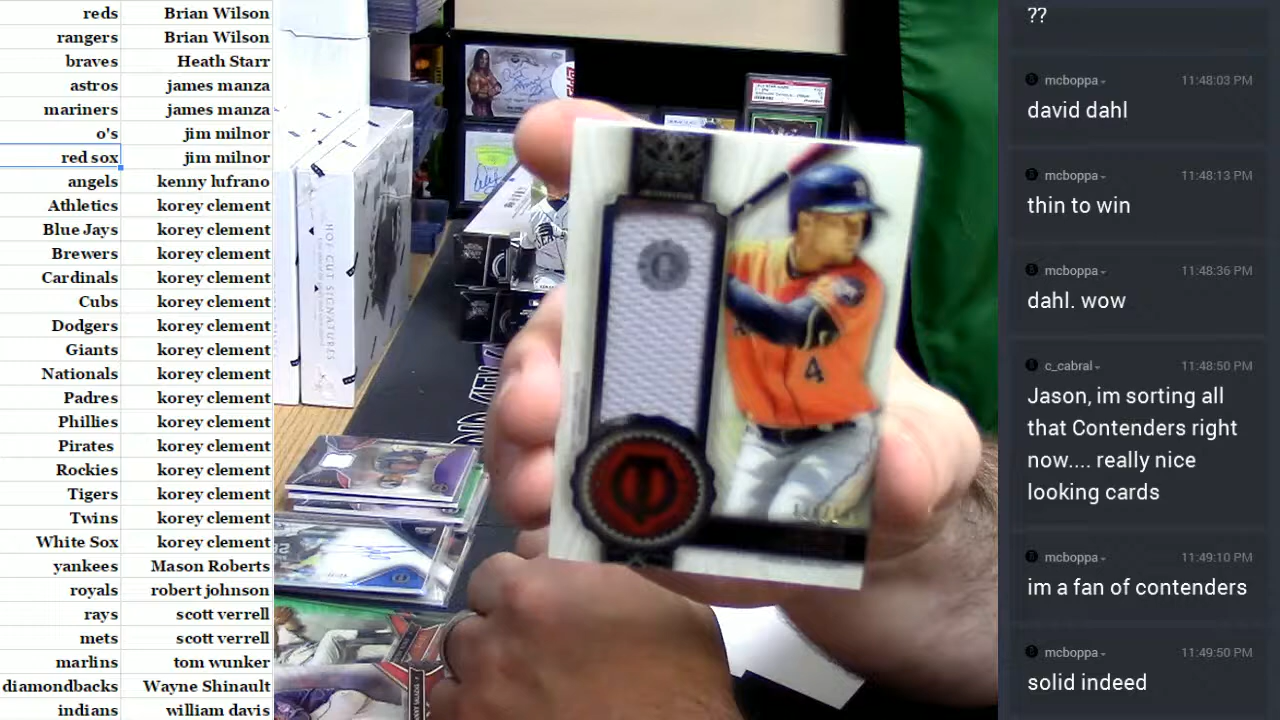 reds Brian Wilson
rangers Brian Wilson
braves Heath Starr
astros james manza
mariners james manza
o's jim milnor
red sox jim milnor
angels kenny lufrano
Athletics korey clement
Blue Jays korey clement
Brewers korey clement
Cardinals korey clement
Cubs korey clement
Dodgers korey clement
Giants korey clement
Nationals korey clement
Padres korey clement
Phillies korey clement
Pirates korey clement
Rockies korey clement
Tigers korey clement
Twins korey clement
White Sox korey clement
yankees Mason Roberts
royals robert johnson
rays scott verrell
mets scott verrell
marlins tom wunker
diamondbacks Wayne Shinault
indians william davis
HOF CUT SIGNATURES
4
??
mcboppa 11:48:03 PM
david dahl
mcboppa 11:48:13 PM
thin to win
mcboppa 11:48:36 PM
dahl. wow
c_cabral 11:48:50 PM
Jason, im sorting all
that Contenders right
now.... really nice
looking cards
mcboppa 11:49:10 PM
im a fan of contenders
mcboppa 11:49:50 PM
solid indeed